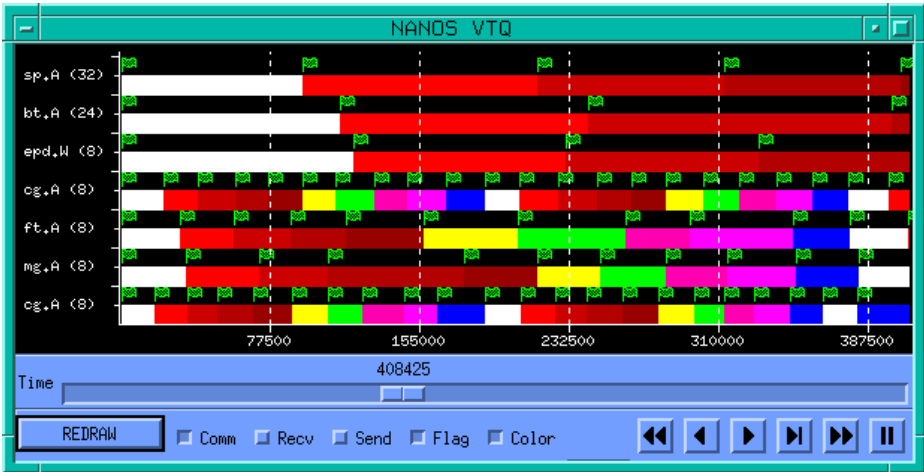 NANOS VTQ
sp.A (32)
bt.A (24)
epd.W (8)
cg.A (8)
ft.A (8)
mg.A (8)
cg.A (8)
77500 155000 232500 310000 387500
408425
Time
REDRAW Comm Recv Send Flag Color